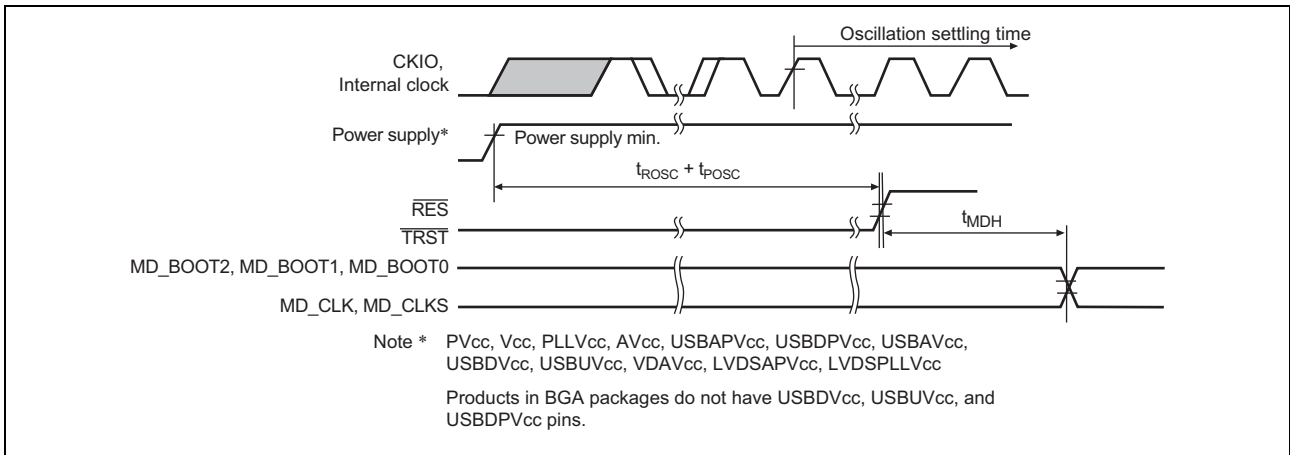 Oscillation settling time
CKIO,
Internal clock
Power supply*
Power supply min.
tROSC + tPOSC
RES
TRST
tMDH
MD_BOOT2, MD_BOOT1, MD_BOOT0
MD_CLK, MD_CLKS
Note * PVcc, Vcc, PLLVcc, AVcc, USBAPVcc, USBDPVcc, USBAVcc,
USBDVcc, USBUVcc, VDAVcc, LVDSAPVcc, LVDSPLLVcc
Products in BGA packages do not have USBDVcc, USBUVcc, and
USBDPVcc pins.